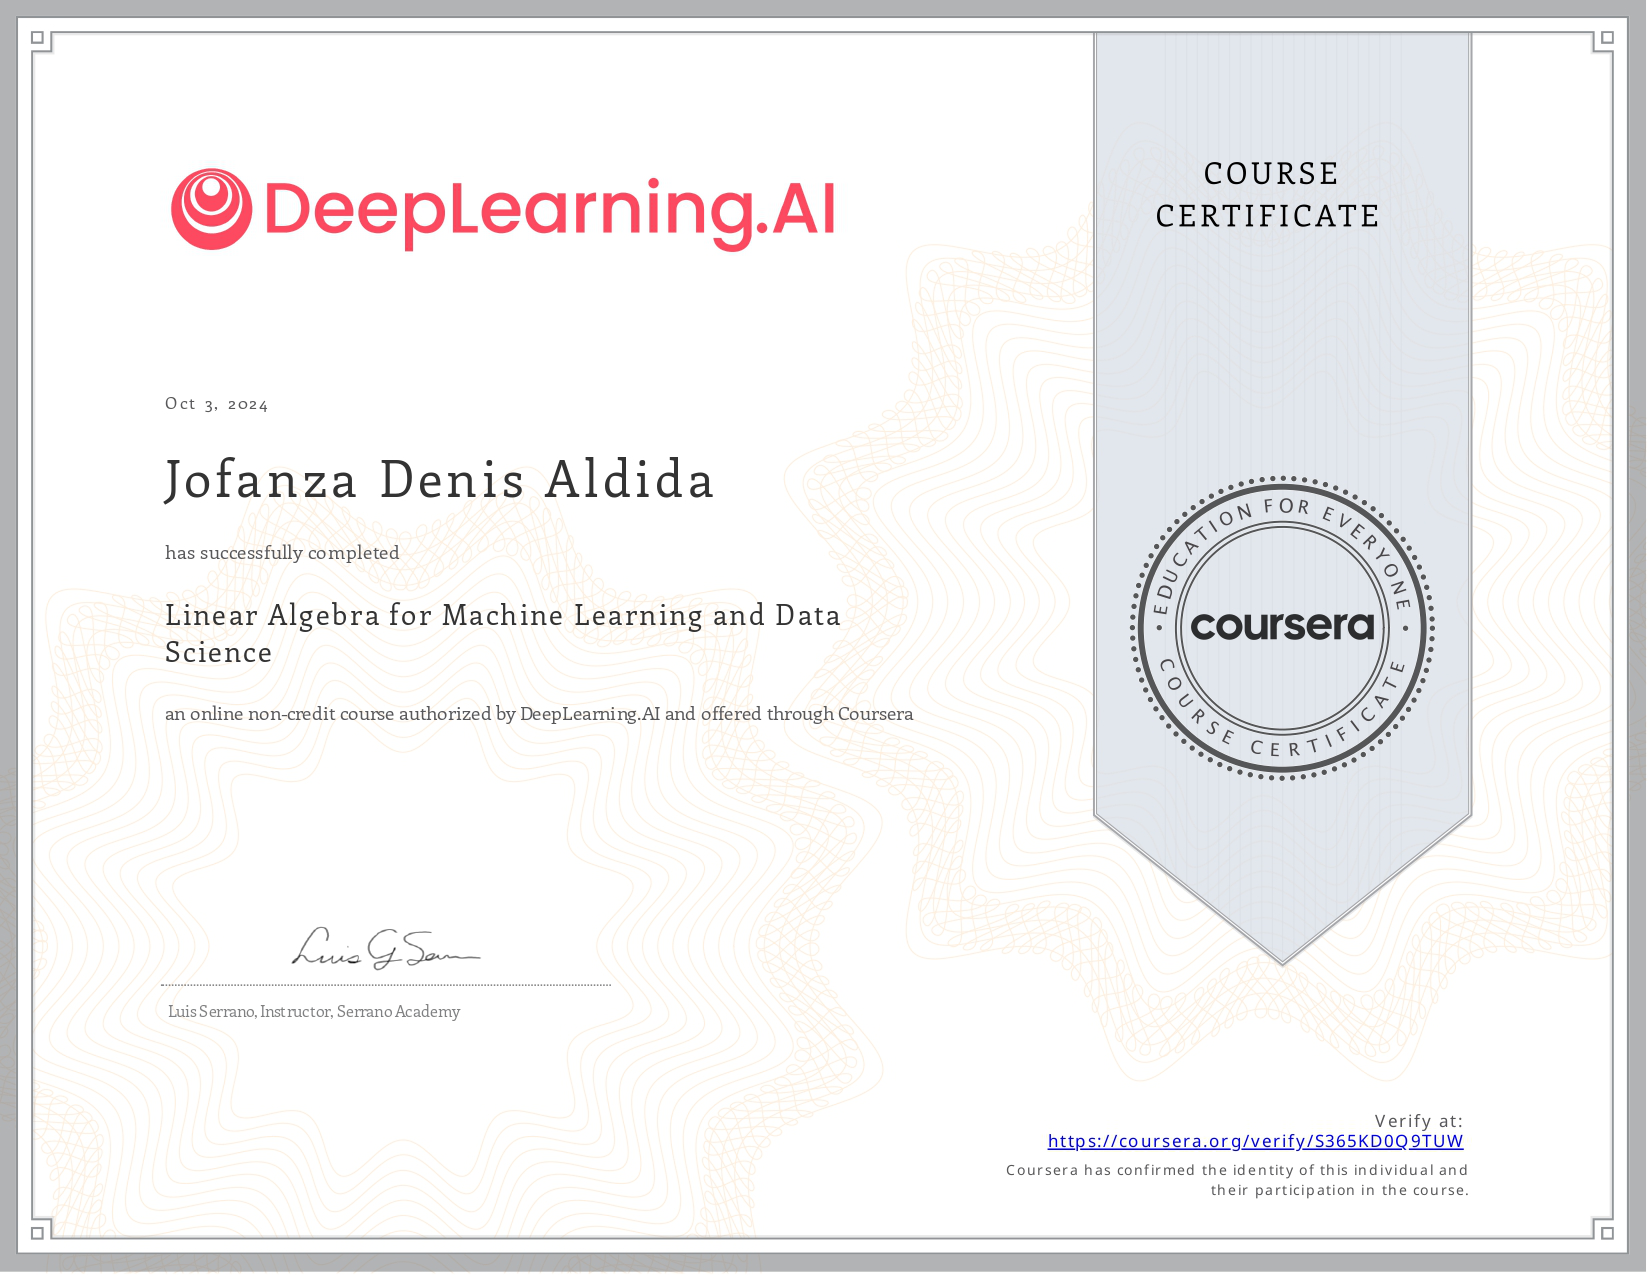 DeepLearning.AI
COURSE
CERTIFICATE
Oct 3, 2024
Jofanza Denis Aldida
has successfully completed
Linear Algebra for Machine Learning and Data
Science
an online non-credit course authorized by DeepLearning.AI and offered through Coursera
EDUCATION FOR EVERYONE
coursera
COURSE CERTIFICATE
Luis G Serr
Luis Serrano, Instructor, Serrano Academy
Verify at:
https://coursera.org/verify/S365KD0Q9TUW
Coursera has confirmed the identity of this individual and
their participation in the course.